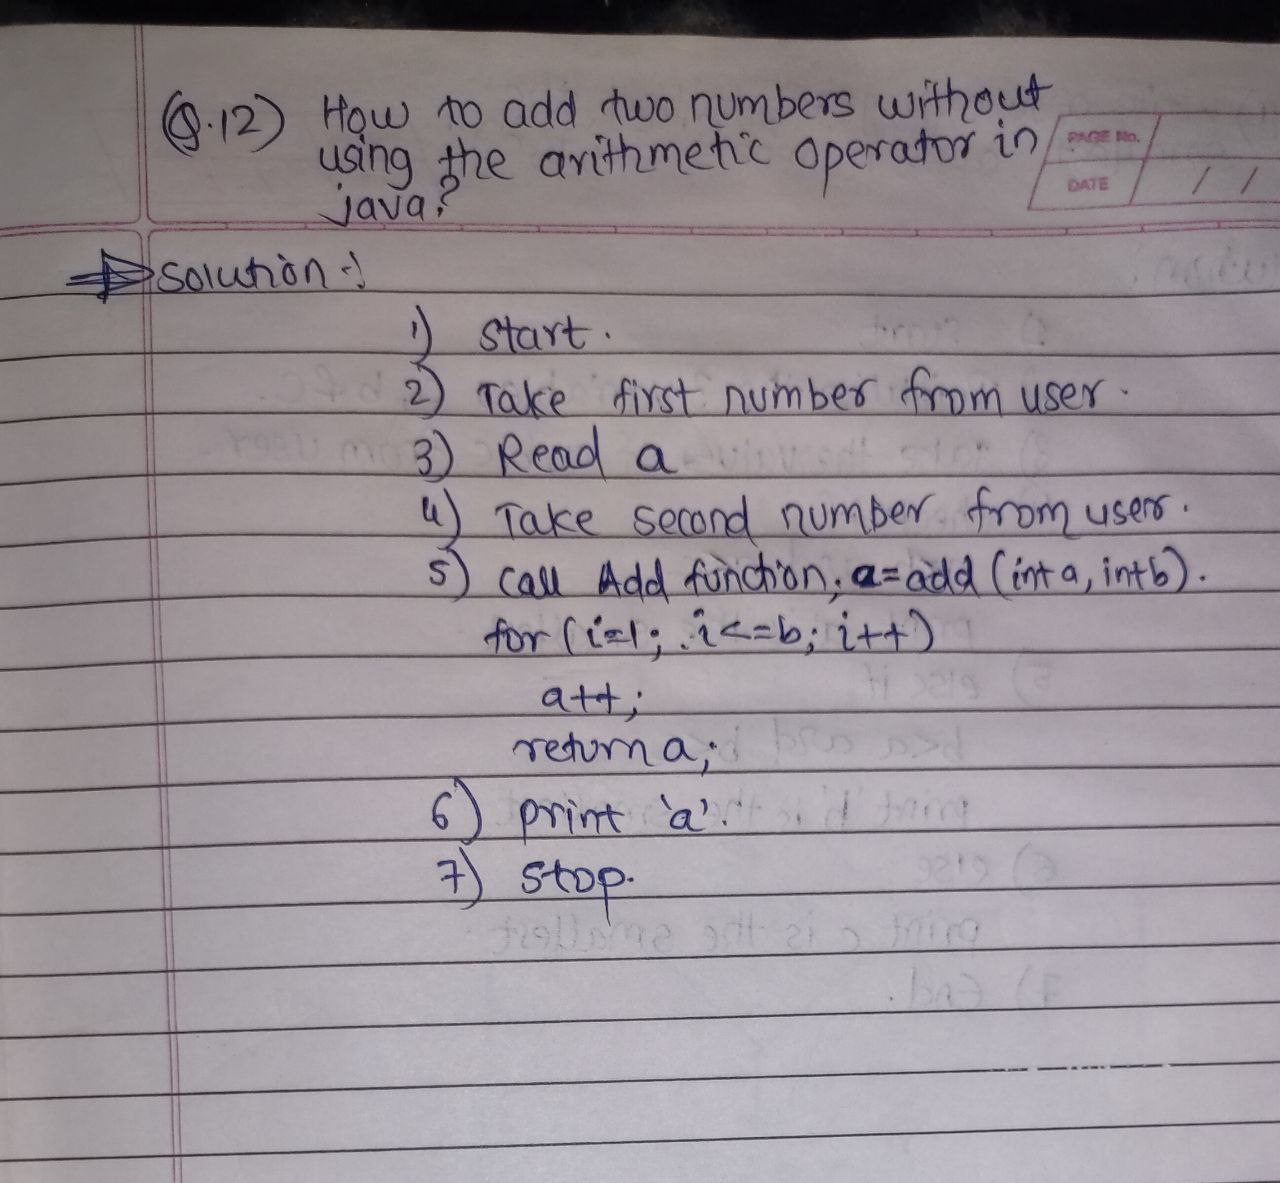 Q.12) How to add two numbers without
using the arithmetic operator in
java?
PAGE No.
DATE / /
Solution :-
1) Start.
2) Take first number from user.
3) Read a
4) Take second number from user.
5) Call Add function; a=add (int a, int b).
for (i=1; i<=b; i++)
a++;
return a;
6) print 'a'.
7) Stop.